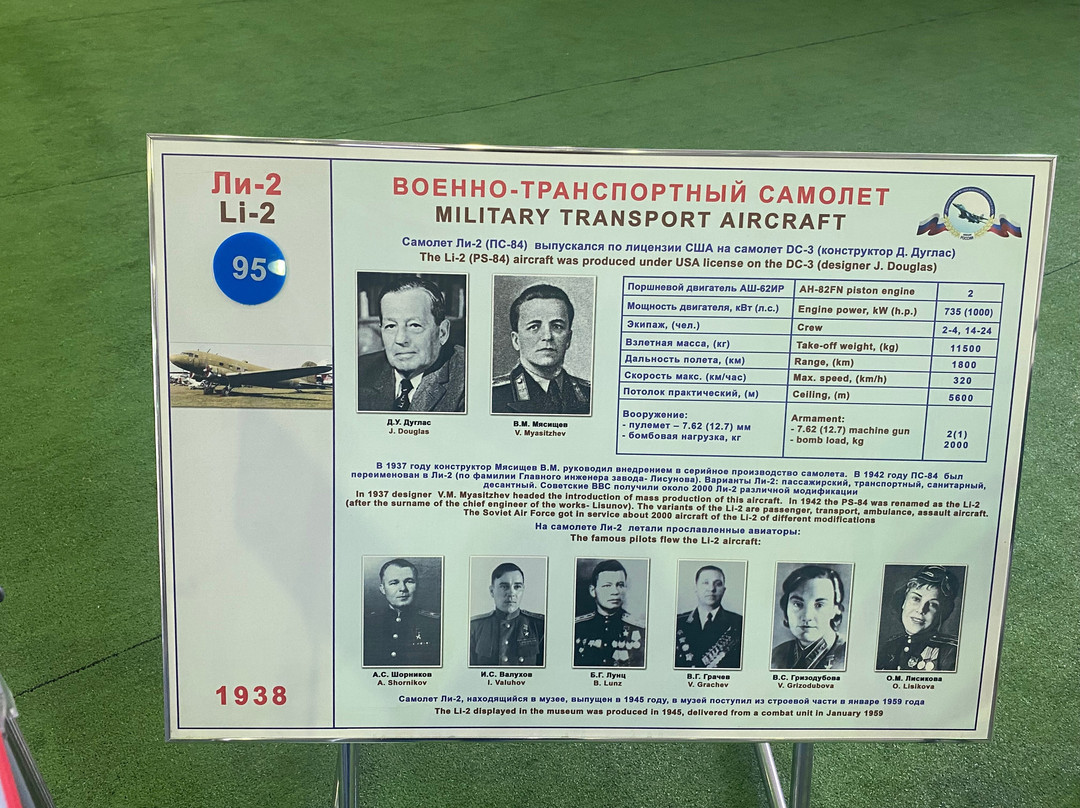 Ли-2
Li-2
95
1938
ВОЕННО-ТРАНСПОРТНЫЙ САМОЛЕТ
MILITARY TRANSPORT AIRCRAFT
Самолет Ли-2 (ПС-84) выпускался по лицензии США на самолет DC-3 (конструктор Д. Дуглас)
The Li-2 (PS-84) aircraft was produced under USA license on the DC-3 (designer J. Douglas)
Д.У. Дуглас
J. Douglas
В.М. Мясищев
V. Myasitzhev
Поршневой двигатель АШ-62ИР AH-82FN piston engine 2
Мощность двигателя, кВт (л.с.) Engine power, kW (h.p.) 735 (1000)
Экипаж, (чел.) Crew 2-4, 14-24
Взлетная масса, (кг) Take-off weight, (kg) 11500
Дальность полета, (км) Range, (km) 1800
Скорость макс. (км/час) Max. speed, (km/h) 320
Потолок практический, (м) Ceiling, (m) 5600
Вооружение: Armament:
- пулемет – 7.62 (12.7) мм - 7.62 (12.7) machine gun 2(1)
- бомбовая нагрузка, кг - bomb load, kg 2000
В 1937 году конструктор Мясищев В.М. руководил внедрением в серийное производство самолета. В 1942 году ПС-84 был
переименован в Ли-2 (по фамилии Главного инженера завода- Лисунова). Варианты Ли-2: пассажирский, транспортный, санитарный,
десантный. Советские ВВС получили около 2000 Ли-2 различной модификации
In 1937 designer V.M. Myasitzhev headed the introduction of mass production of this aircraft. In 1942 the PS-84 was renamed as the Li-2
(after the surname of the chief engineer of the works- Lisunov). The variants of the Li-2 are passenger, transport, ambulance, assault aircraft.
The Soviet Air Force got in service about 2000 aircraft of the Li-2 of different modifications
На самолете Ли-2 летали прославленные авиаторы:
The famous pilots flew the Li-2 aircraft:
А.С. Шорников
A. Shornikov
И.С. Валухов
I. Valuhov
Б.Г. Лунц
B. Lunz
В.Г. Грачев
V. Grachev
В.С. Гризодубова
V. Grizodubova
О.М. Лисикова
O. Lisikova
Самолет Ли-2, находящийся в музее, выпущен в 1945 году, в музей поступил из строевой части в январе 1959 года
The Li-2 displayed in the museum was produced in 1945, delivered from a combat unit in January 1959